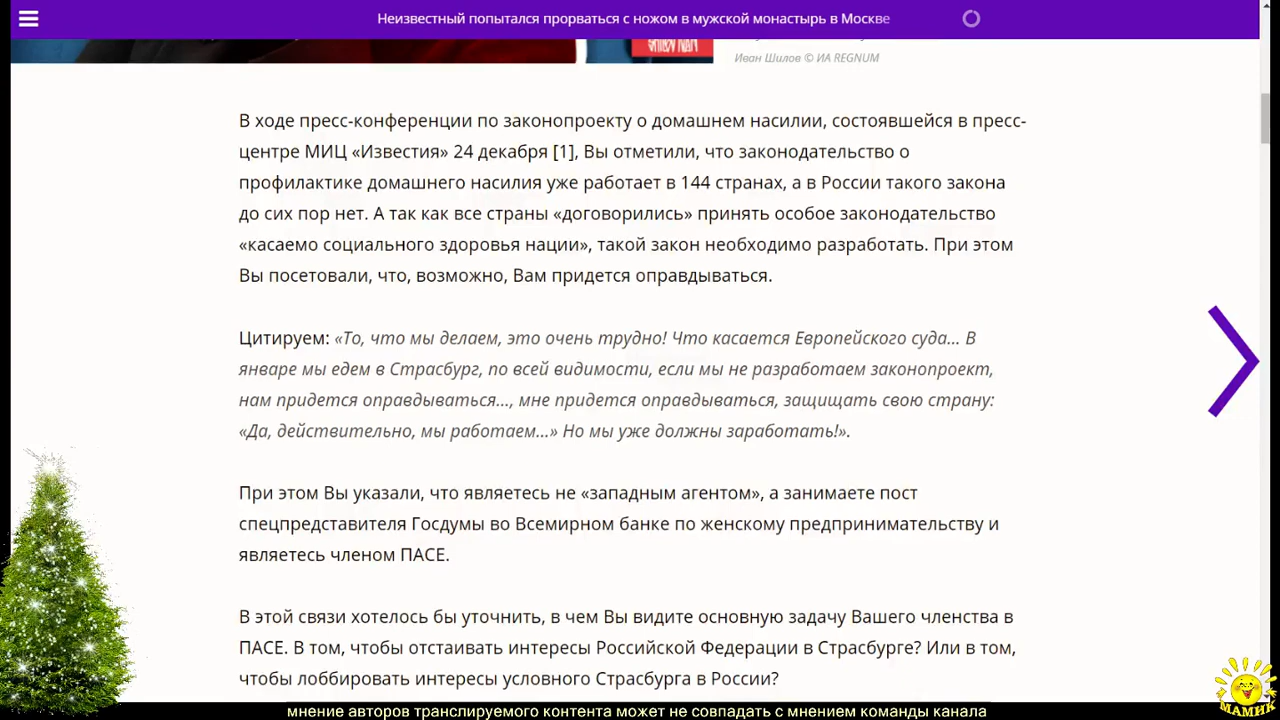 Неизвестный попытался прорваться с ножом в мужской монастырь в Москве
Иван Шилов © ИА REGNUM
В ходе пресс-конференции по законопроекту о домашнем насилии, состоявшейся в пресс-
центре МИЦ «Известия» 24 декабря [1], Вы отметили, что законодательство о
профилактике домашнего насилия уже работает в 144 странах, а в России такого закона
до сих пор нет. А так как все страны «договорились» принять особое законодательство
«касаемо социального здоровья нации», такой закон необходимо разработать. При этом
Вы посетовали, что, возможно, Вам придется оправдываться.
Цитируем: «То, что мы делаем, это очень трудно! Что касается Европейского суда... В
январе мы едем в Страсбург, по всей видимости, если мы не разработаем законопроект,
нам придется оправдываться..., мне придется оправдываться, защищать свою страну:
«Да, действительно, мы работаем...» Но мы уже должны заработать!».
При этом Вы указали, что являетесь не «западным агентом», а занимаете пост
спецпредставителя Госдумы во Всемирном банке по женскому предпринимательству и
являетесь членом ПАСЕ.
В этой связи хотелось бы уточнить, в чем Вы видите основную задачу Вашего членства в
ПАСЕ. В том, чтобы отстаивать интересы Российской Федерации в Страсбурге? Или в том,
чтобы лоббировать интересы условного Страсбурга в России?
МАМИК
мнение авторов транслируемого контента может не совпадать с мнением команды канала